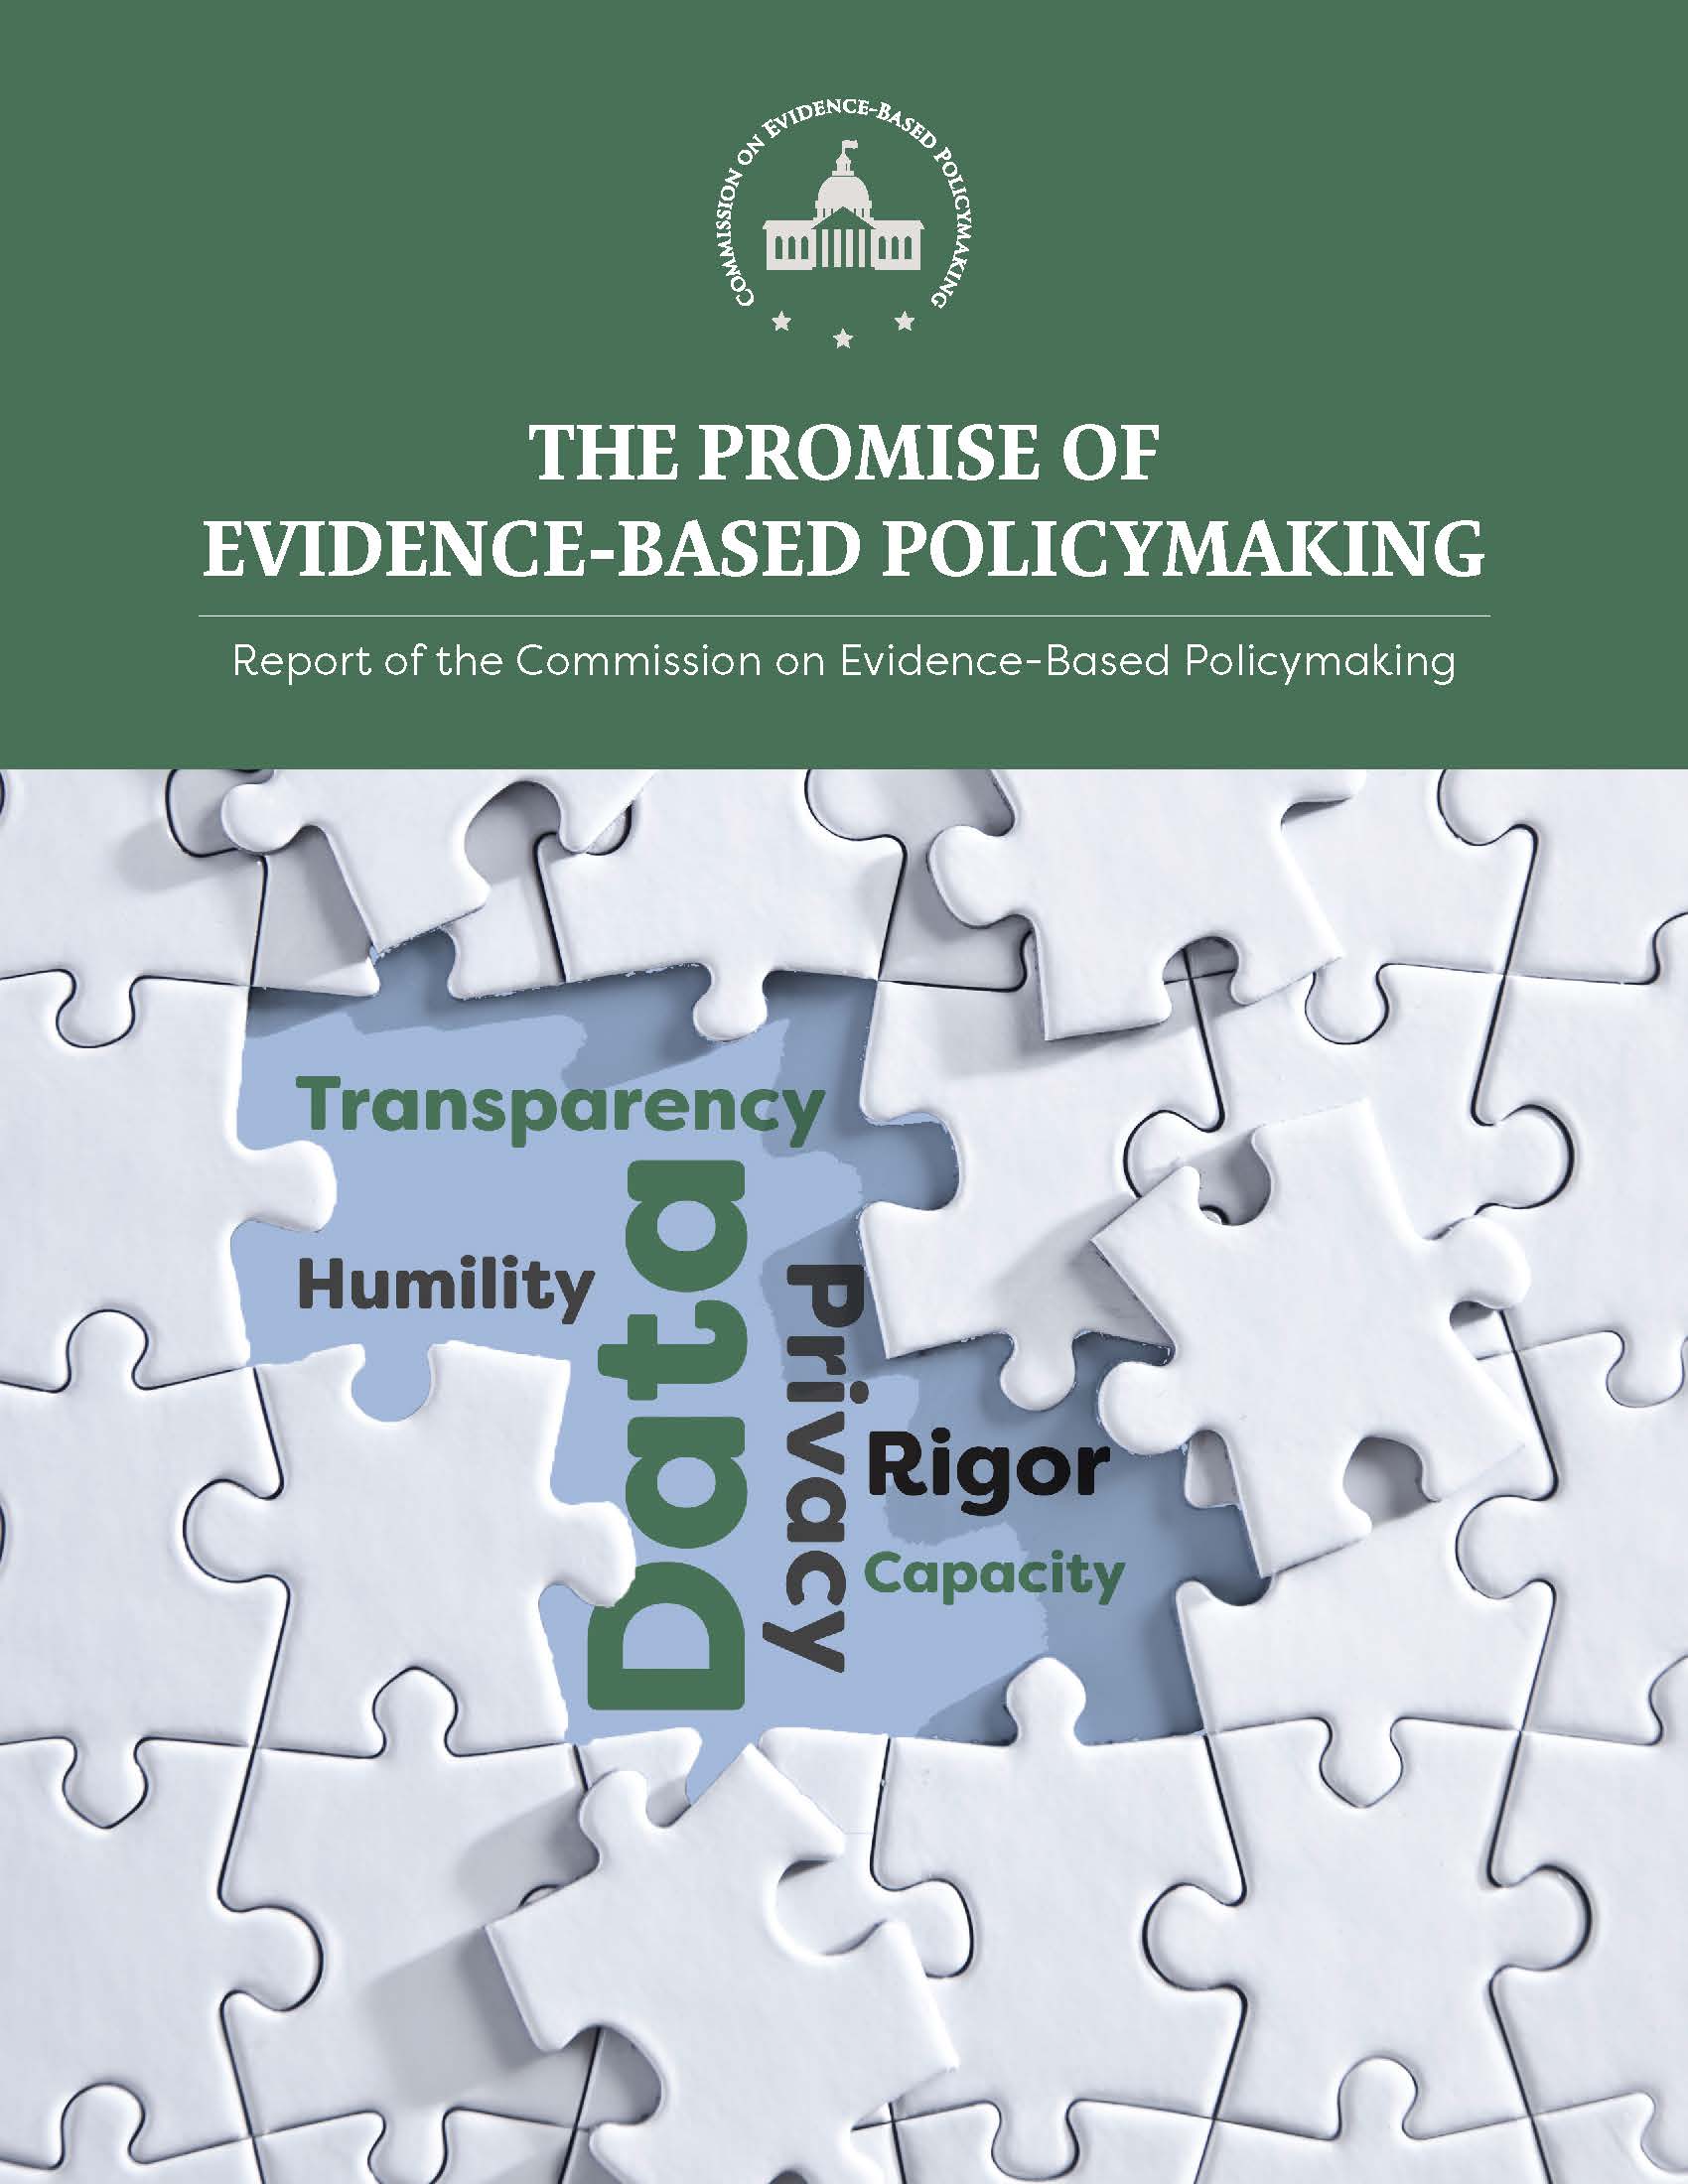 COMMISSION ON EVIDENCE-BASED POLICYMAKING
THE PROMISE OF
EVIDENCE-BASED POLICYMAKING
Report of the Commission on Evidence-Based Policymaking
Transparency
Humility
Data
Privacy
Rigor
Capacity